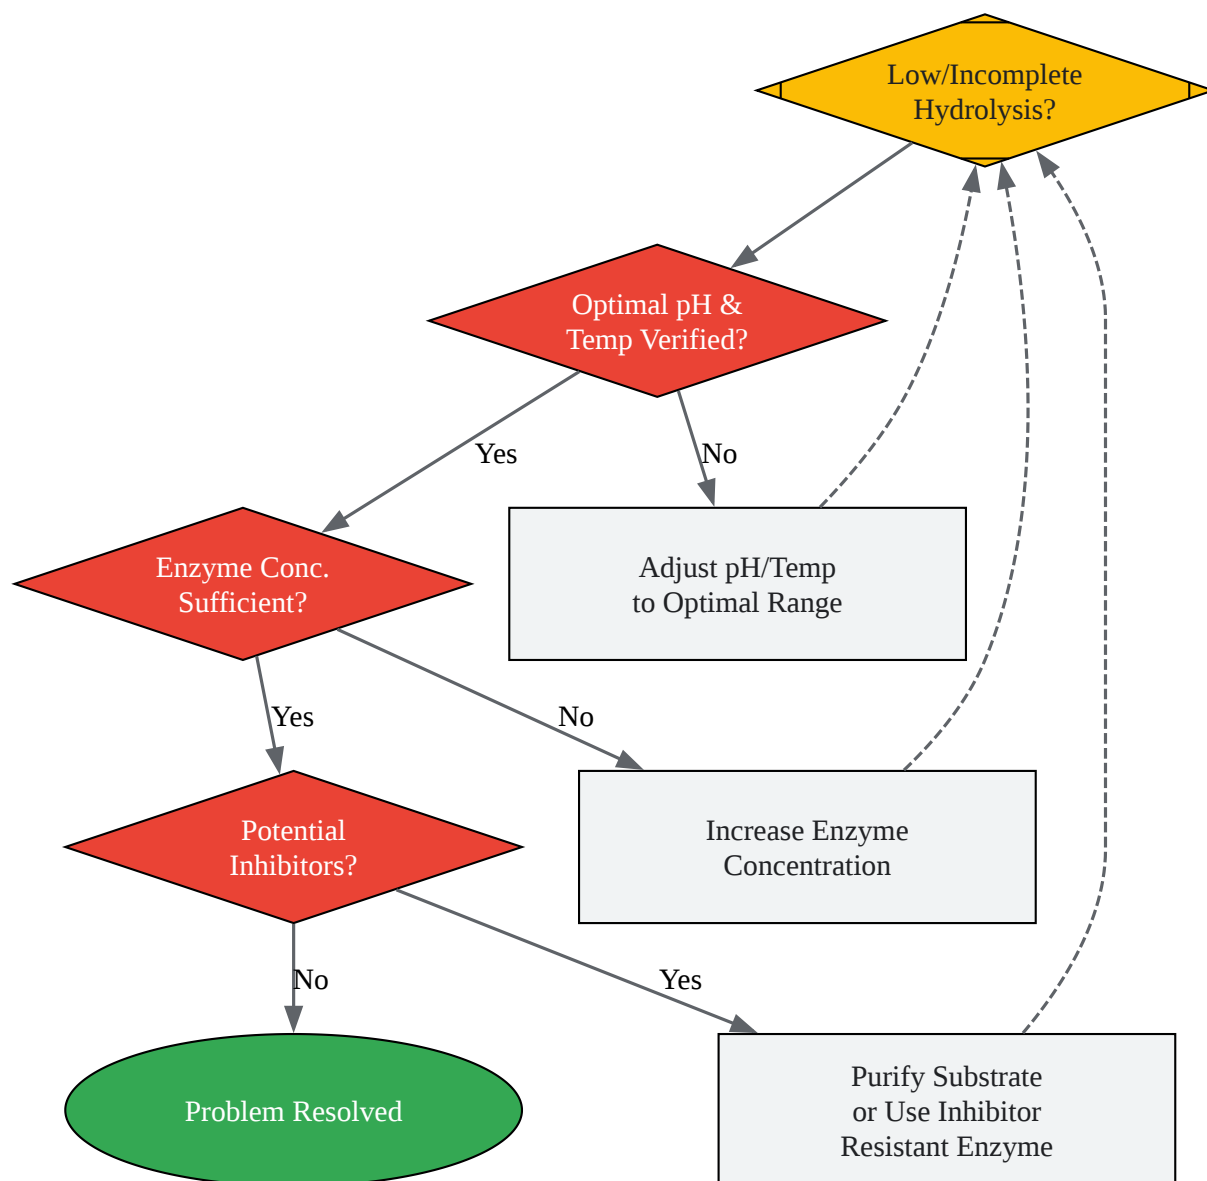 Low/Incomplete
Hydrolysis?
Optimal pH &
Temp Verified?
Yes
No
Enzyme Conc.
Sufficient?
Adjust pH/Temp
to Optimal Range
Yes
No
Potential
Inhibitors?
Increase Enzyme
Concentration
No
Yes
Problem Resolved
Purify Substrate
or Use Inhibitor
Resistant Enzyme